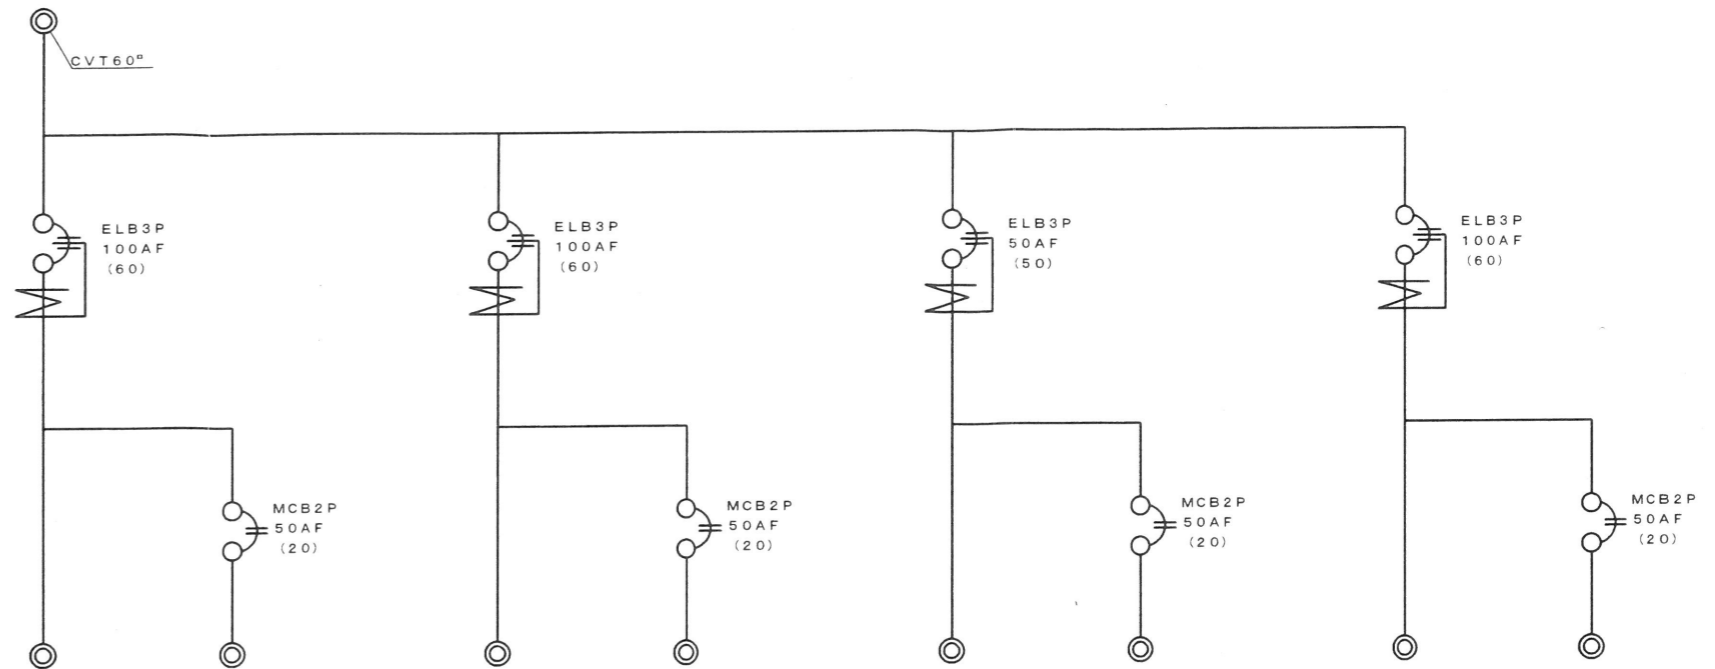 CVT60°
ELB3P
100AF
(60)
ELB3P
100AF
(60)
ELB3P
50AF
(50)
ELB3P
100AF
(60)
MCB2P
50AF
(20)
MCB2P
50AF
(20)
MCB2P
50AF
(20)
MCB2P
50AF
(20)